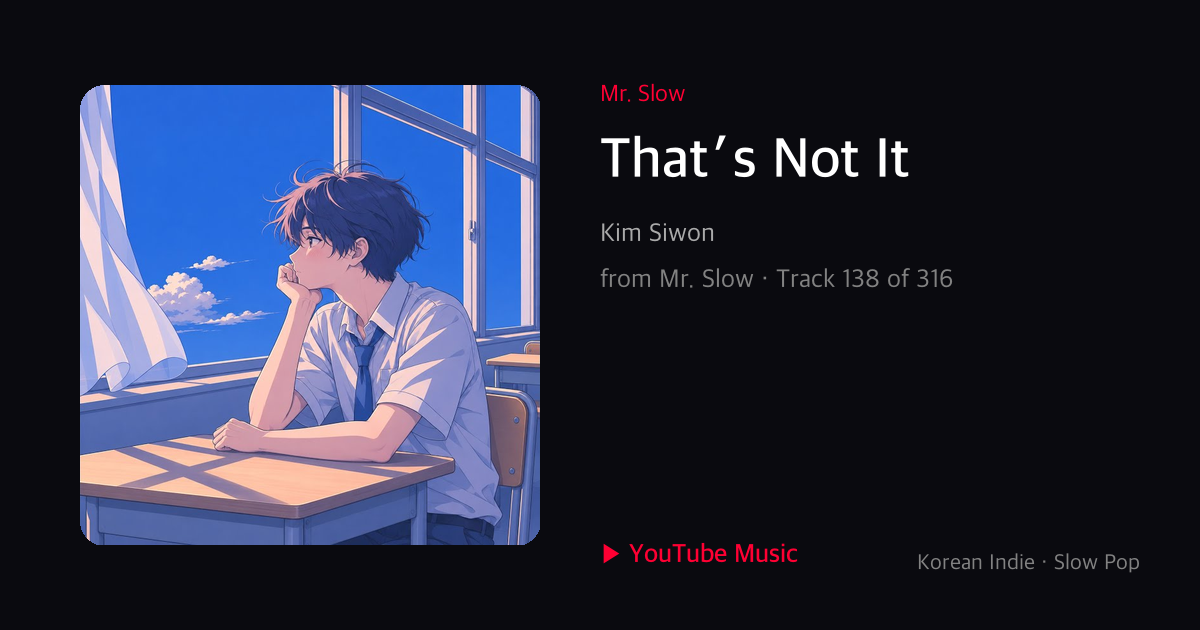 Mr. Slow
That's Not It
Kim Siwon
from Mr. Slow · Track 138 of 316
▶ YouTube Music
Korean Indie · Slow Pop